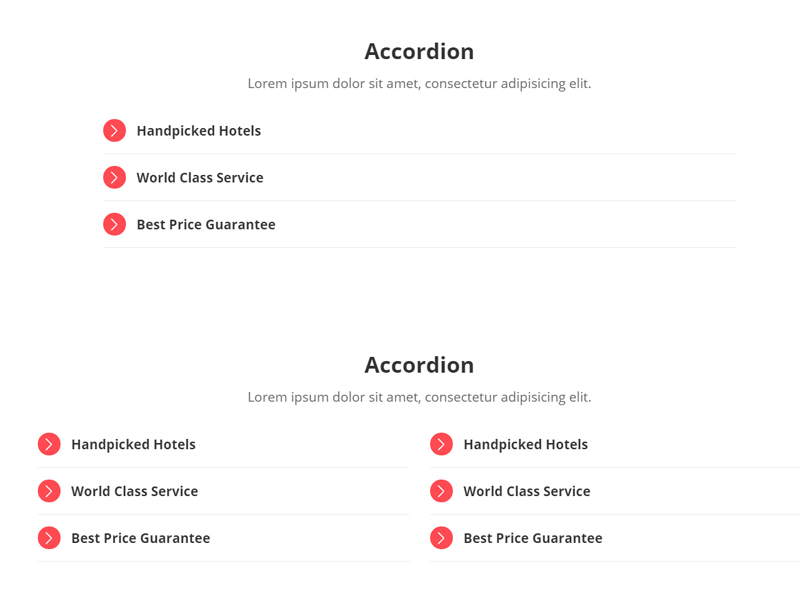 Accordion
Lorem ipsum dolor sit amet, consectetur adipisicing elit.
Handpicked Hotels
World Class Service
Best Price Guarantee
Accordion
Lorem ipsum dolor sit amet, consectetur adipisicing elit.
Handpicked Hotels
World Class Service
Best Price Guarantee
Handpicked Hotels
World Class Service
Best Price Guarantee